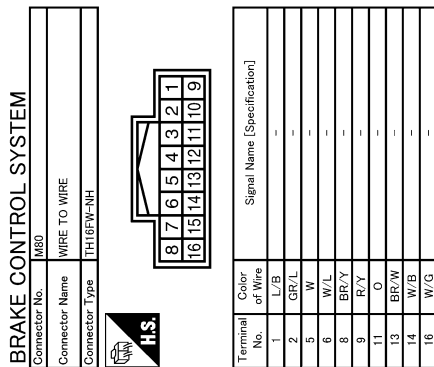 BRAKE CONTROL SYSTEM
Connector No. M80
Connector Name WIRE TO WIRE
Connector Type TH16FW-NH
H.S.
8 7 6 5 4 3 2 1
16 15 14 13 12 11 10 9
Terminal No. Color of Wire Signal Name [Specification]
1 L/B -
2 GR/L -
5 W -
6 W/L -
8 BR/Y -
9 R/Y -
11 O -
13 BR/W -
14 W/B -
16 W/G -